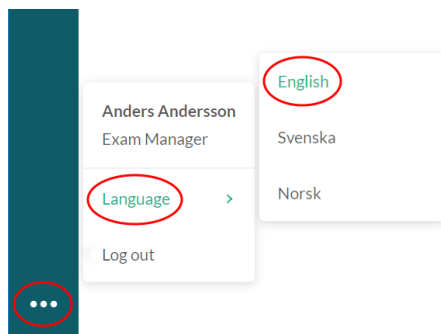 English
Anders Andersson
Exam Manager
Svenska
Language
Norsk
Log out